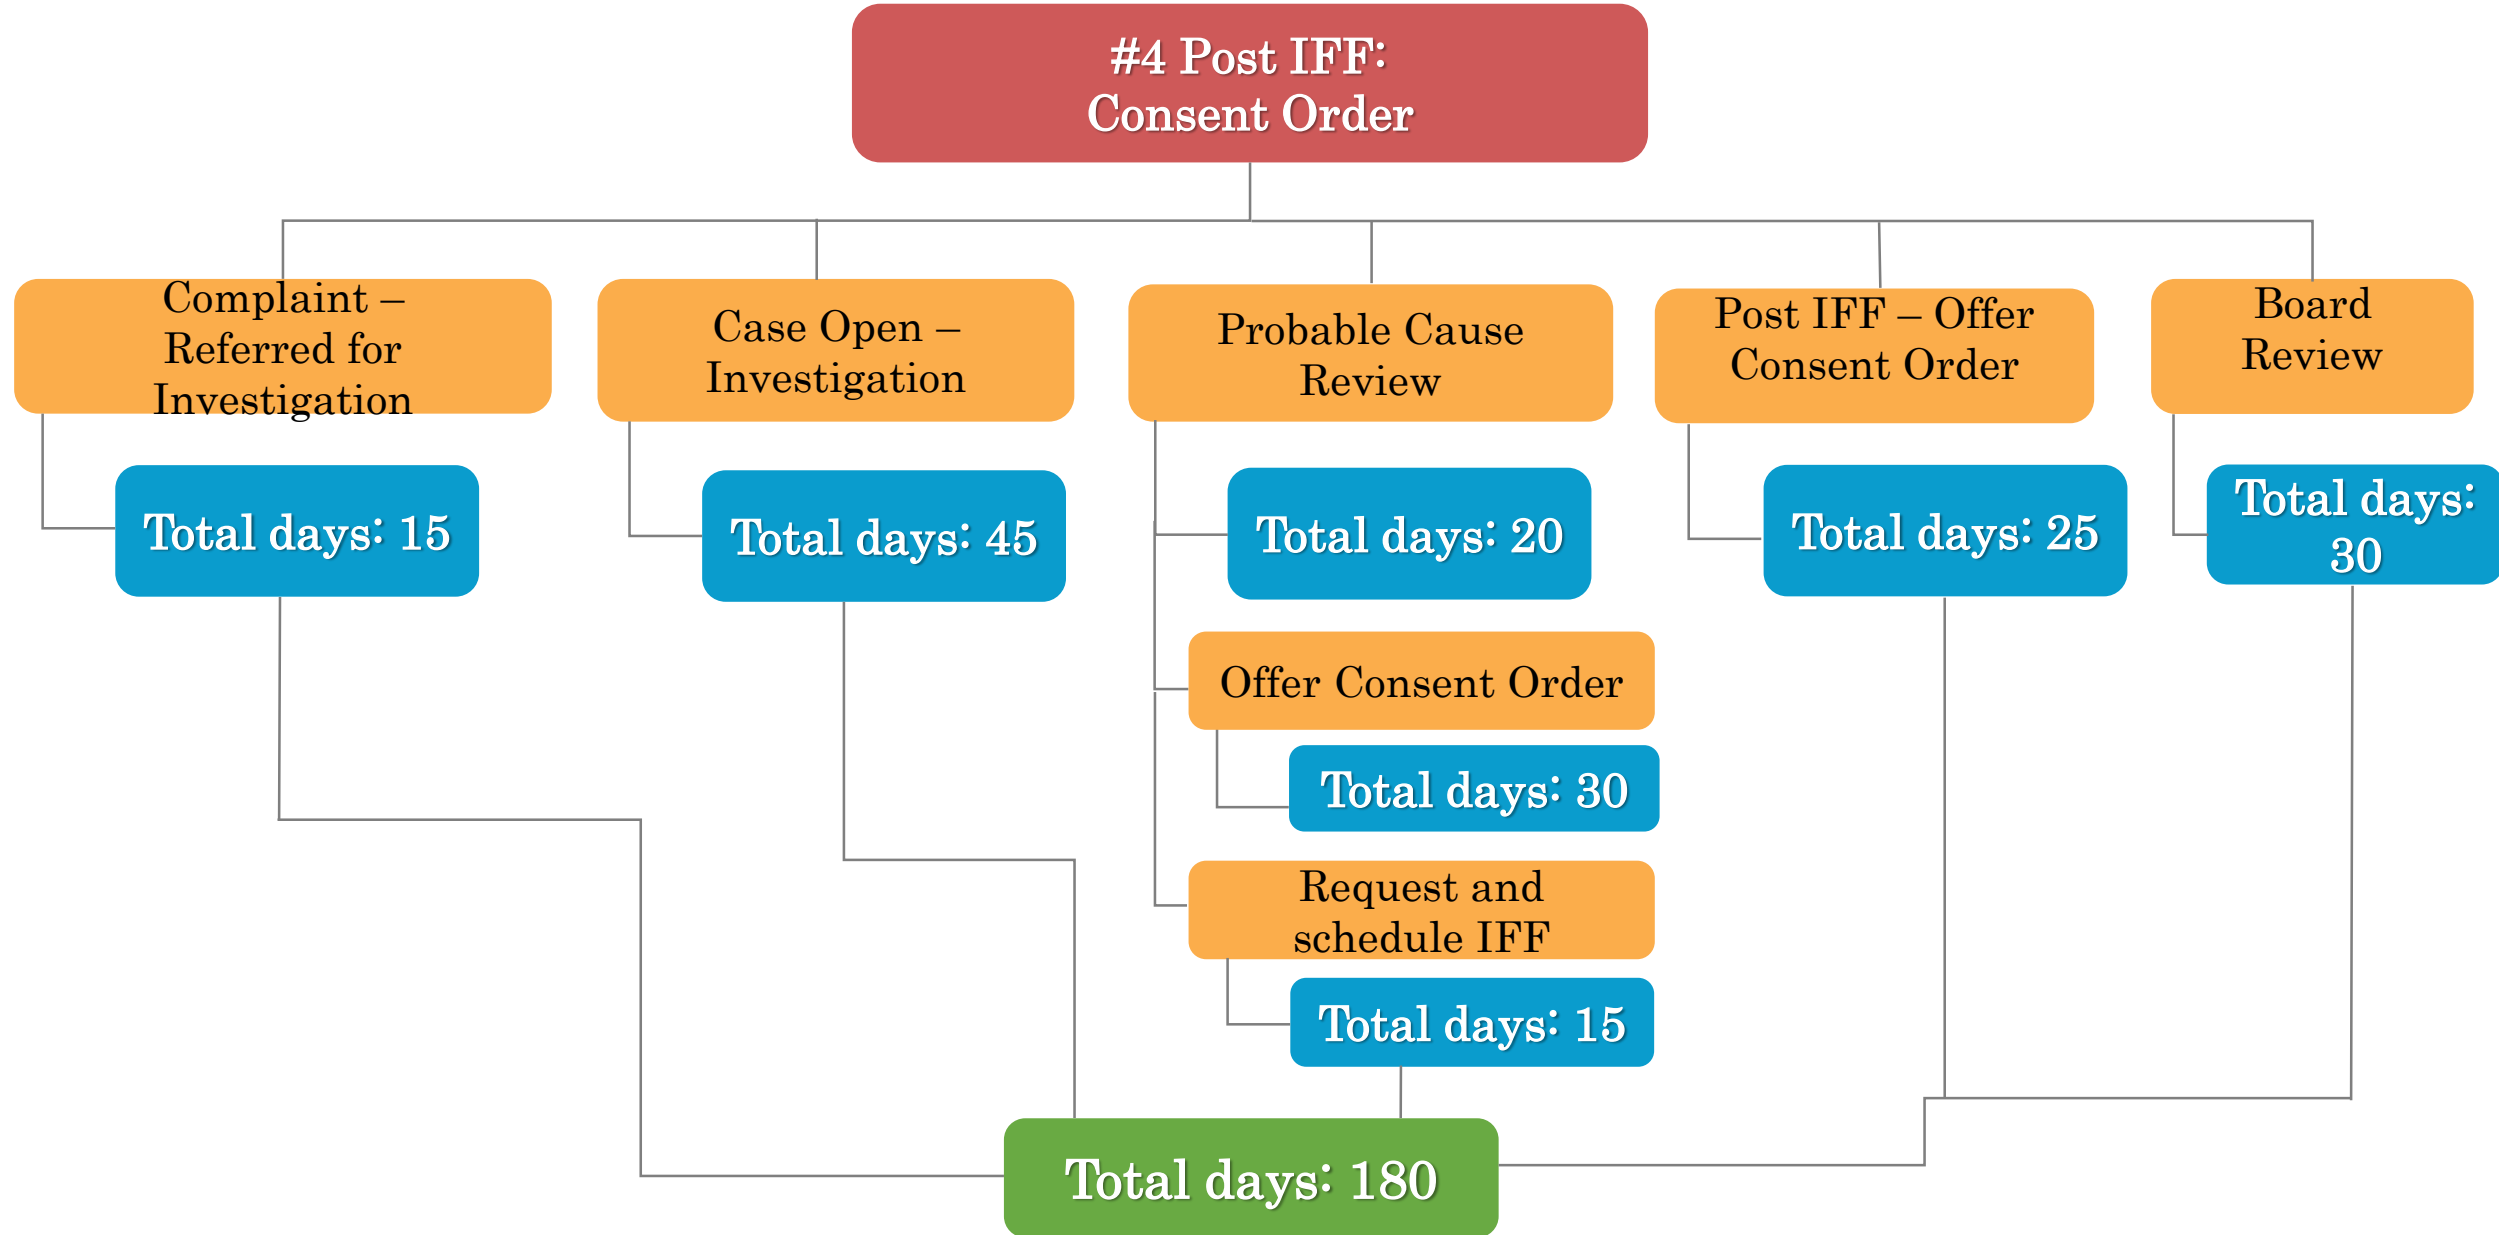 #4 Post IFF:
Consent Order
Complaint –
Referred for
Investigation
Total days: 15
Case Open –
Investigation
Total days: 45
Probable Cause
Review
Total days: 20
Offer Consent Order
Total days: 30
Request and
schedule IFF
Total days: 15
Post IFF – Offer
Consent Order
Total days: 25
Board
Review
Total days:
30
Total days: 180